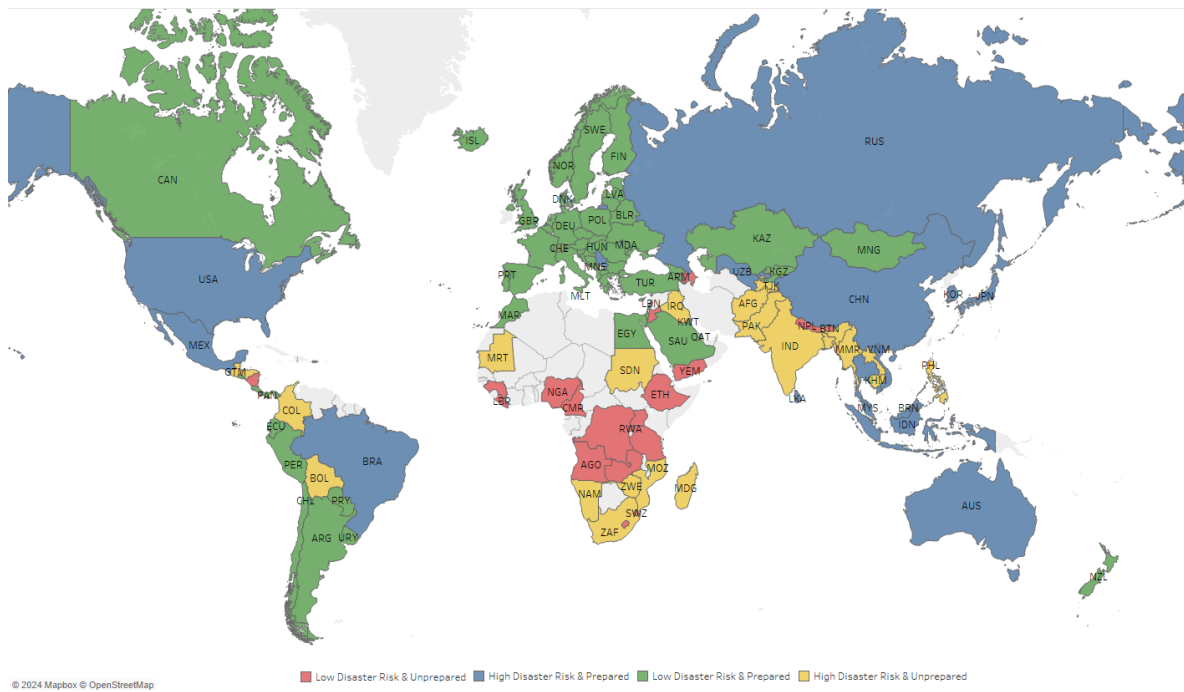 ISL
SWE
FIN
NOR
RUS
CAN
DNK
LVA
GBR
DEU
POL
BLR
CHE
HUN
MDA
KAZ
MNG
MNE
PRT
TUR
ARM
UZB
KGZ
TJK
USA
MLT
LBN
IRQ
AFG
CHN
KOR
JPN
MAR
EGY
KWT
QAT
SAU
PAK
NPL
BTN
IND
MMR
VNM
MEX
MRT
SDN
YEM
PHL
GTM
KHM
PAN
LBR
NGA
CMR
ETH
LKA
MYS
BRN
IDN
COL
ECU
RWA
PER
BRA
AGO
BOL
MOZ
ZWE
MDG
NAM
CHL
PRY
SWZ
ZAF
AUS
ARG
URY
NZL
Low Disaster Risk & Unprepared
High Disaster Risk & Prepared
Low Disaster Risk & Prepared
High Disaster Risk & Unprepared
© 2024 Mapbox © OpenStreetMap